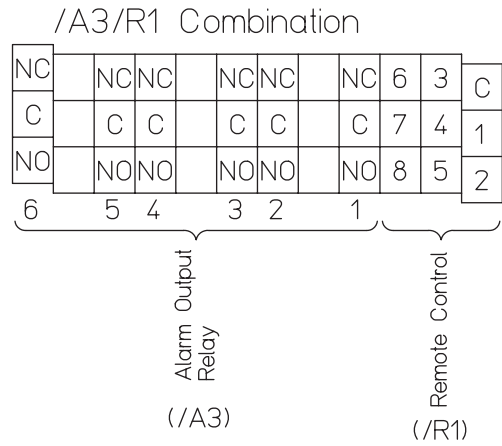 /A3/R1 Combination
NC NC NC NC NC NC 6 3 C
C C C C C C 7 4 1
NO NO NO NO NO NO 8 5 2
6 5 4 3 2 1
Alarm Output
Relay
(/A3)
Remote Control
(/R1)